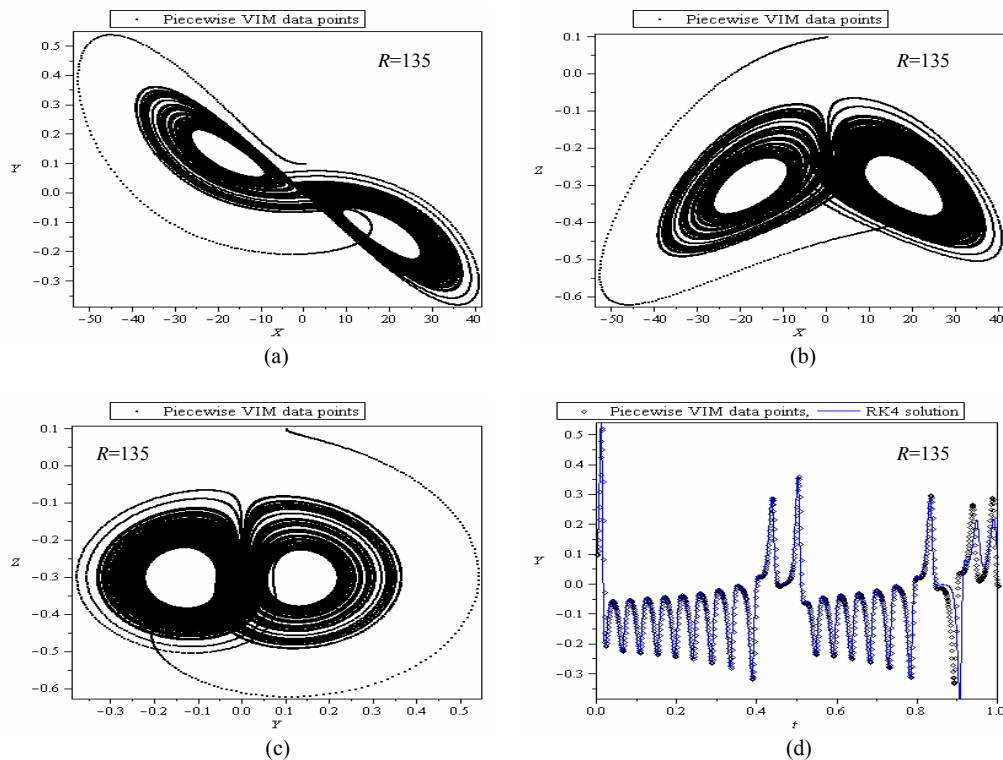 Piecewise VIM data points
R=135
Y
0.5
0.4
0.3
0.2
0.1
0.0
−0.1
−0.2
−0.3
−50 −40 −30 −20 −10 0 10 20 30 40
X
(a)
Piecewise VIM data points
R=135
Z
0.1
0.0
−0.1
−0.2
−0.3
−0.4
−0.5
−0.6
−50 −40 −30 −20 −10 0 10 20 30 40
X
(b)
Piecewise VIM data points
R=135
Z
0.1
0.0
−0.1
−0.2
−0.3
−0.4
−0.5
−0.6
−0.3 −0.2 −0.1 0.0 0.1 0.2 0.3 0.4 0.5
Y
(c)
Piecewise VIM data points, RK4 solution
R=135
Y
0.5
0.4
0.3
0.2
0.1
0.0
−0.1
−0.2
−0.3
0.0 0.2 0.4 0.6 0.8 1.0
t
(d)